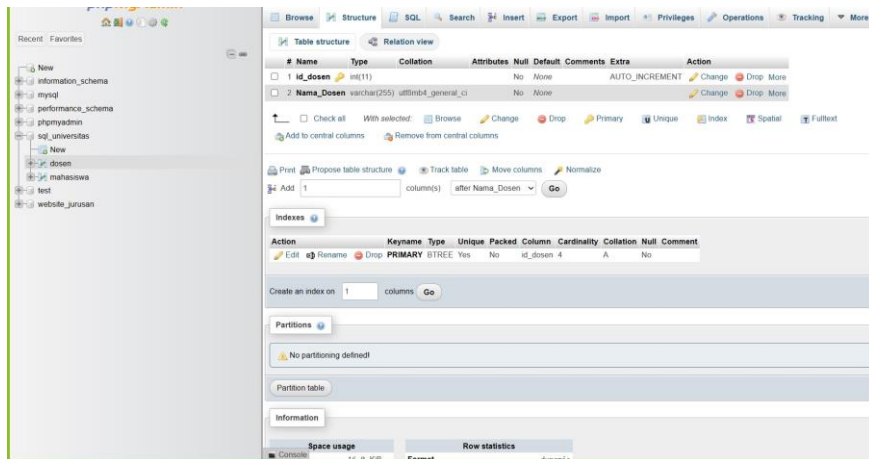 phpMyAdmin
Browse Structure SQL Search Insert Export Import Privileges Operations Tracking More
Recent Favorites
Table structure Relation view
New
information_schema
mysql
performance_schema
phpmyadmin
sql_universitas
New
dosen
mahasiswa
test
website_jurusan
# Name Type Collation Attributes Null Default Comments Extra Action
1 id_dosen int(11) No None AUTO_INCREMENT Change Drop More
2 Nama_Dosen varchar(255) utf8mb4_general_ci No None Change Drop More
Check all With selected: Browse Change Drop Primary Unique Index Spatial Fulltext
Add to central columns Remove from central columns
Print Propose table structure Track table Move columns Normalize
Add 1 column(s) after Nama_Dosen Go
Indexes
Action Keyname Type Unique Packed Column Cardinality Collation Null Comment
Edit Rename Drop PRIMARY BTREE Yes No id_dosen 4 A No
Create an index on 1 columns Go
Partitions
No partitioning defined!
Partition table
Information
Space usage Row statistics
Console
Format dynamic